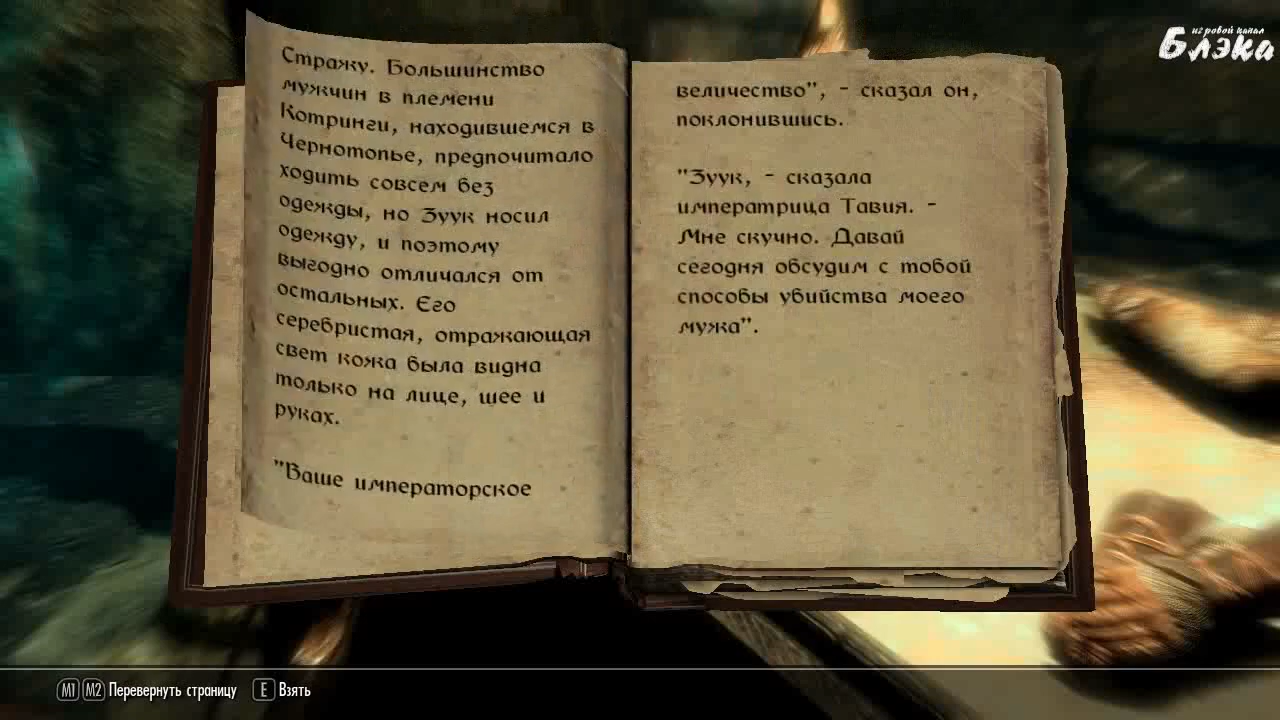 игровой канал
Блэка
Стражу. Большинство
мужчин в племени
Котринги, находившемся в
Чернотопье, предпочитало
ходить совсем без
одежды, но Зуук носил
одежду, и поэтому
выгодно отличался от
остальных. Его
серебристая, отражающая
свет кожа была видна
только на лице, шее и
руках.
"Ваше императорское
величество", - сказал он,
поклонившись.
"Зуук, - сказала
императрица Тавия. -
Мне скучно. Давай
сегодня обсудим с тобой
способы убийства моего
мужа".
M1 M2 Перевернуть страницу E Взять